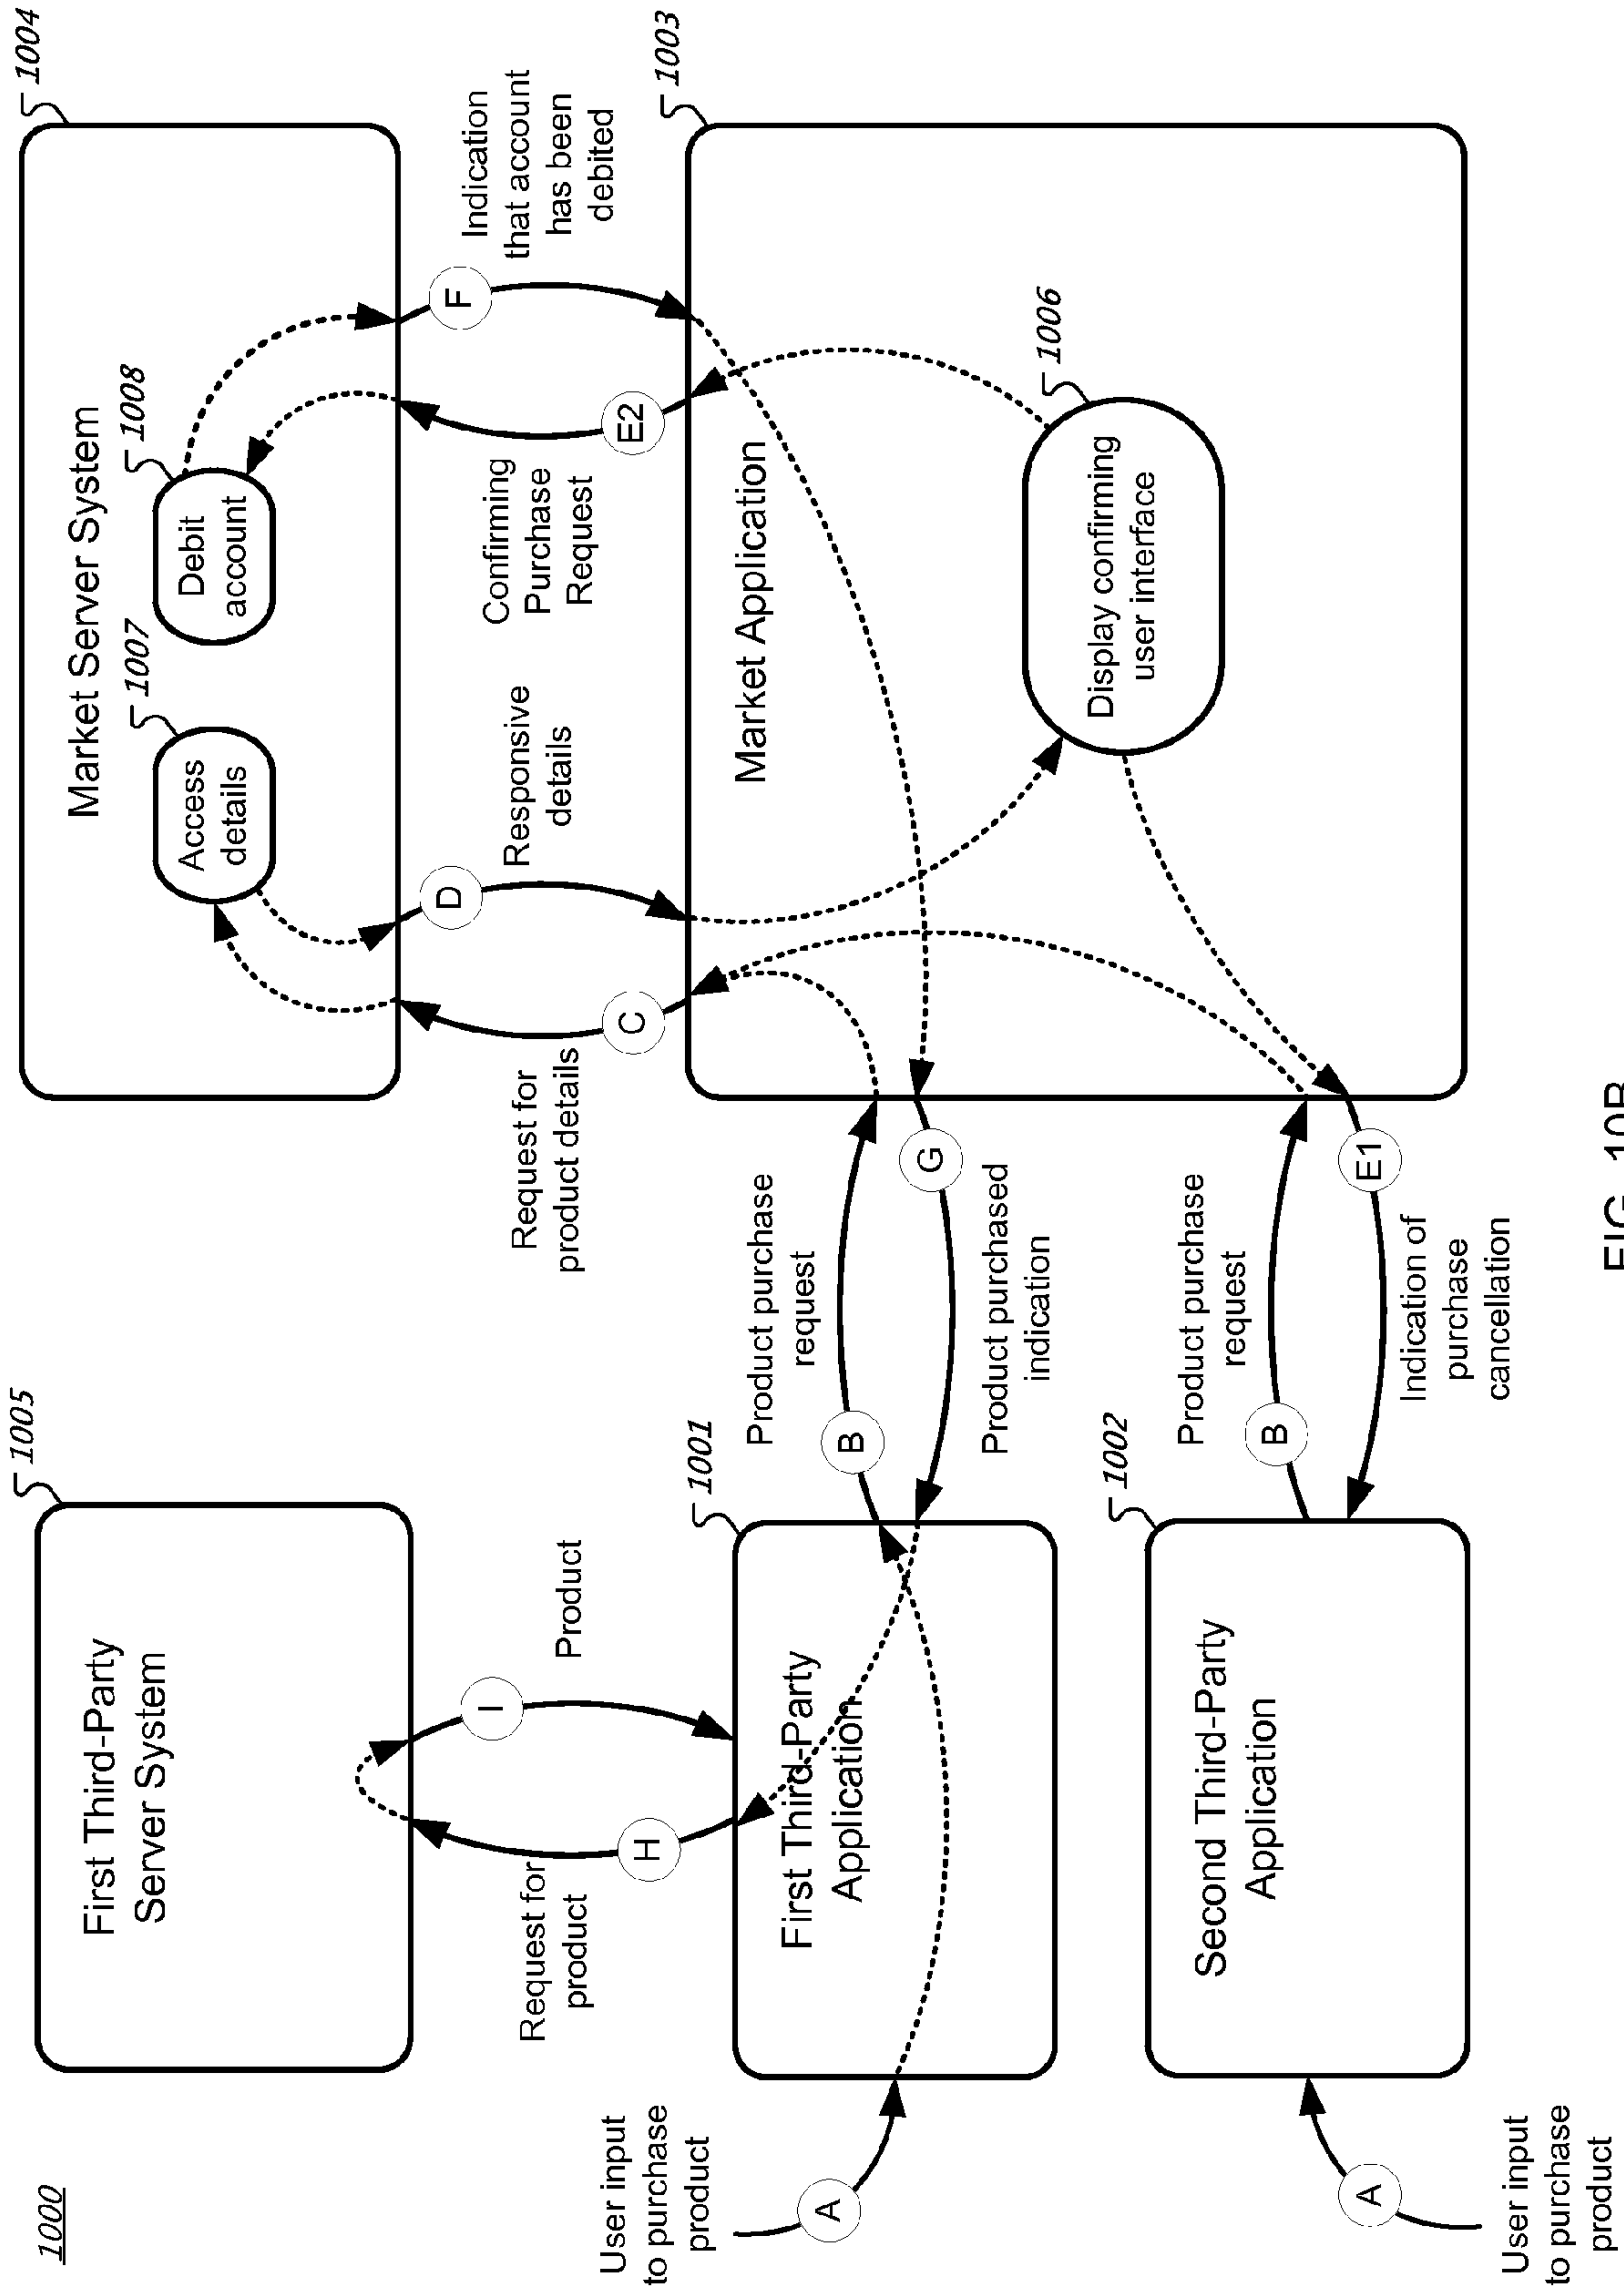 1000
First Third-Party
Server System
1005
Market Server System
1004
Access
details
1007
Debit
account
1008
Request for
product
H
I
Product
Request for
product details
C
D
Responsive
details
Confirming
Purchase
Request
E2
F
Indication
that account
has been
debited
User input
to purchase
product
A
First Third-Party
Application
1001
Product purchase
request
B
G
Product purchased
indication
Market Application
1003
Display confirming
user interface
1006
User input
to purchase
product
A
Second Third-Party
Application
1002
Product purchase
request
B
E1
Indication of
purchase
cancellation
FIG. 10B